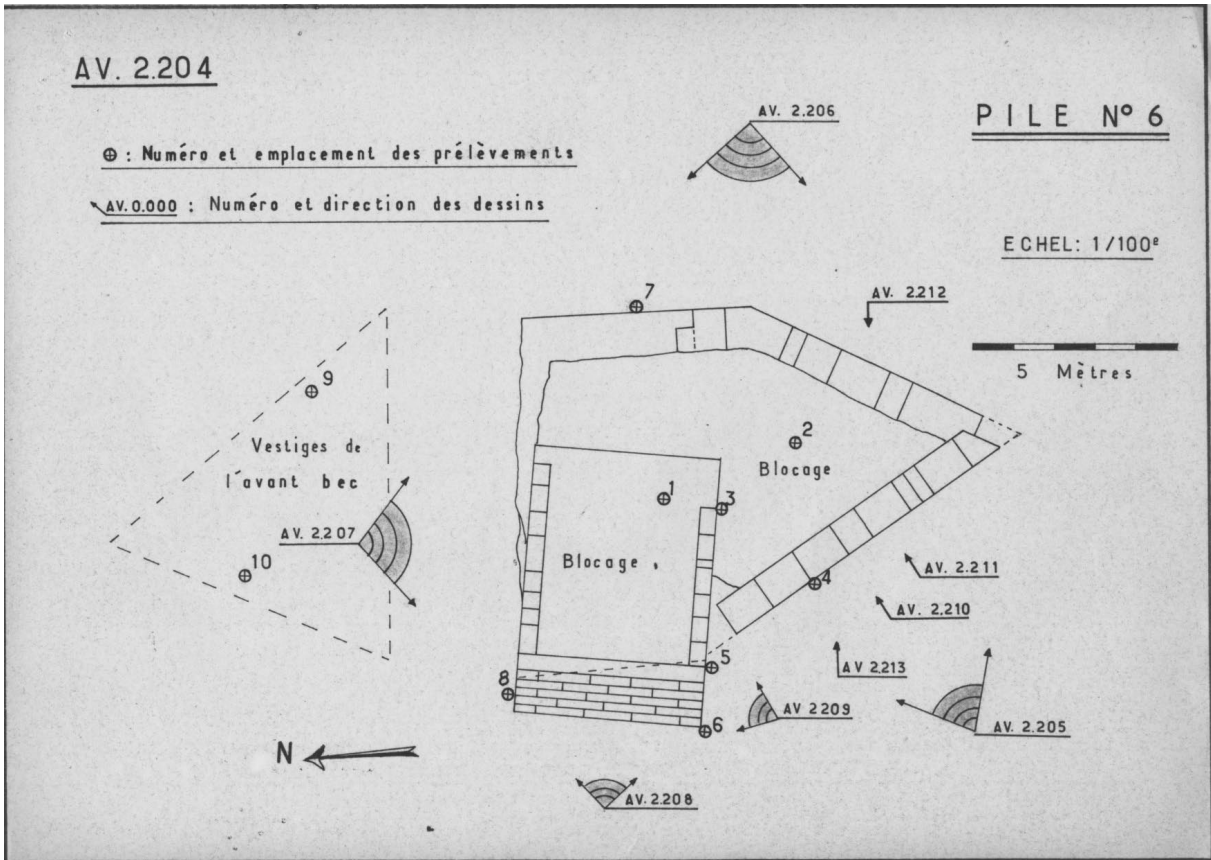 AV. 2.204
PILE N° 6
⊕ : Numéro et emplacement des prélèvements
AV.0.000 : Numéro et direction des dessins
AV. 2.206
ECHEL: 1/100ᵉ
5 Mètres
AV. 2.212
7
9
Vestiges de
l'avant bec
2
Blocage
1
3
AV. 2.207
10
Blocage
4
AV. 2.211
AV. 2.210
5
AV 2.213
8
6
AV 2209
AV. 2.205
N
AV. 2.208